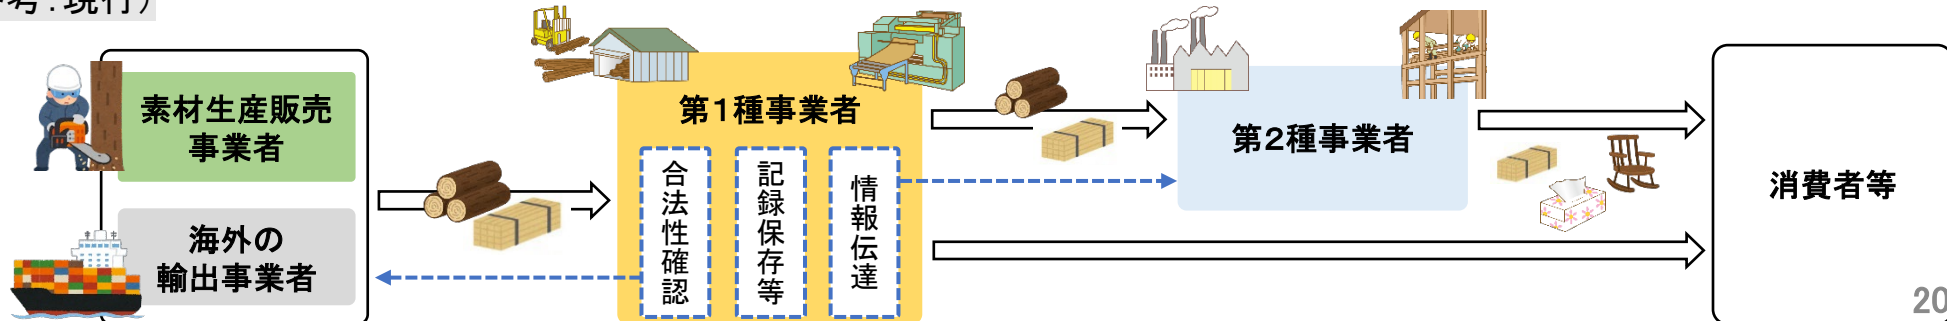 考：現行）
素材生産販売
事業者
海外の
輸出事業者
第１種事業者
合法性確認
記録保存等
情報伝達
第２種事業者
消費者等
20